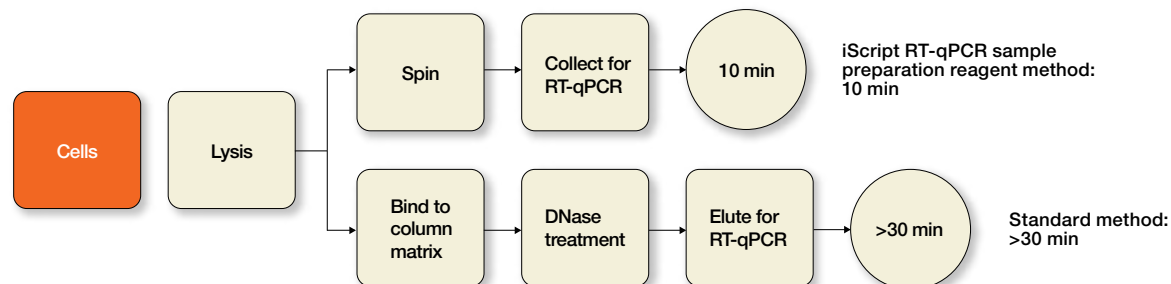 Cells
Lysis
Spin
Collect for
RT-qPCR
10 min
iScript RT-qPCR sample
preparation reagent method:
10 min
Bind to
column
matrix
DNase
treatment
Elute for
RT-qPCR
>30 min
Standard method:
>30 min